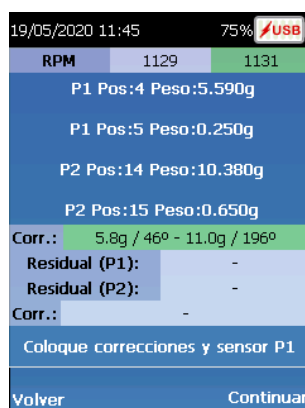 19/05/2020 11:45 75% USB
RPM 1129 1131
P1 Pos:4 Peso:5.590g
P1 Pos:5 Peso:0.250g
P2 Pos:14 Peso:10.380g
P2 Pos:15 Peso:0.650g
Corr.: 5.8g / 46º - 11.0g / 196º
Residual (P1): -
Residual (P2): -
Corr.: -
Coloque correcciones y sensor P1
Volver Continuar